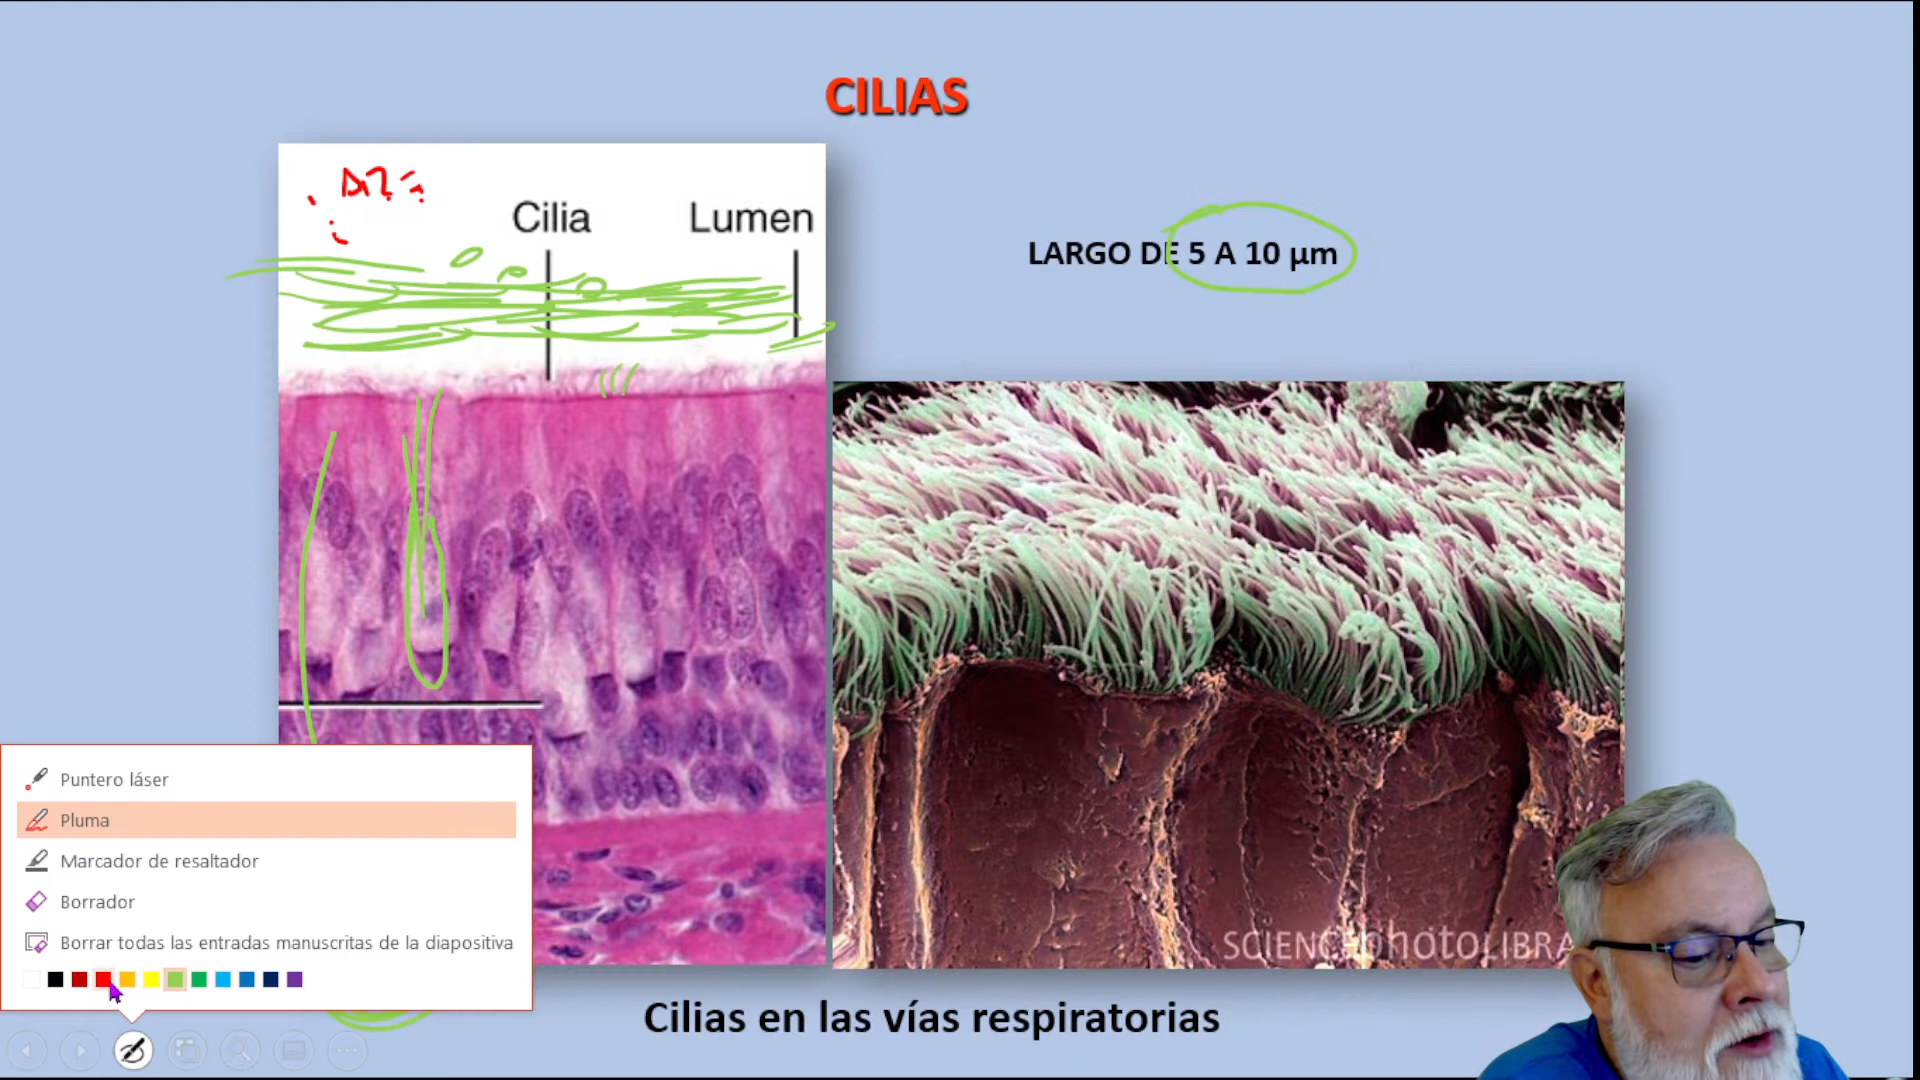 CILIAS
Cilia Lumen
LARGO DE 5 A 10 µm
SCIENCEPHOTOLIBRA
Puntero láser
Pluma
Marcador de resaltador
Borrador
Borrar todas las entradas manuscritas de la diapositiva
Cilias en las vías respiratorias